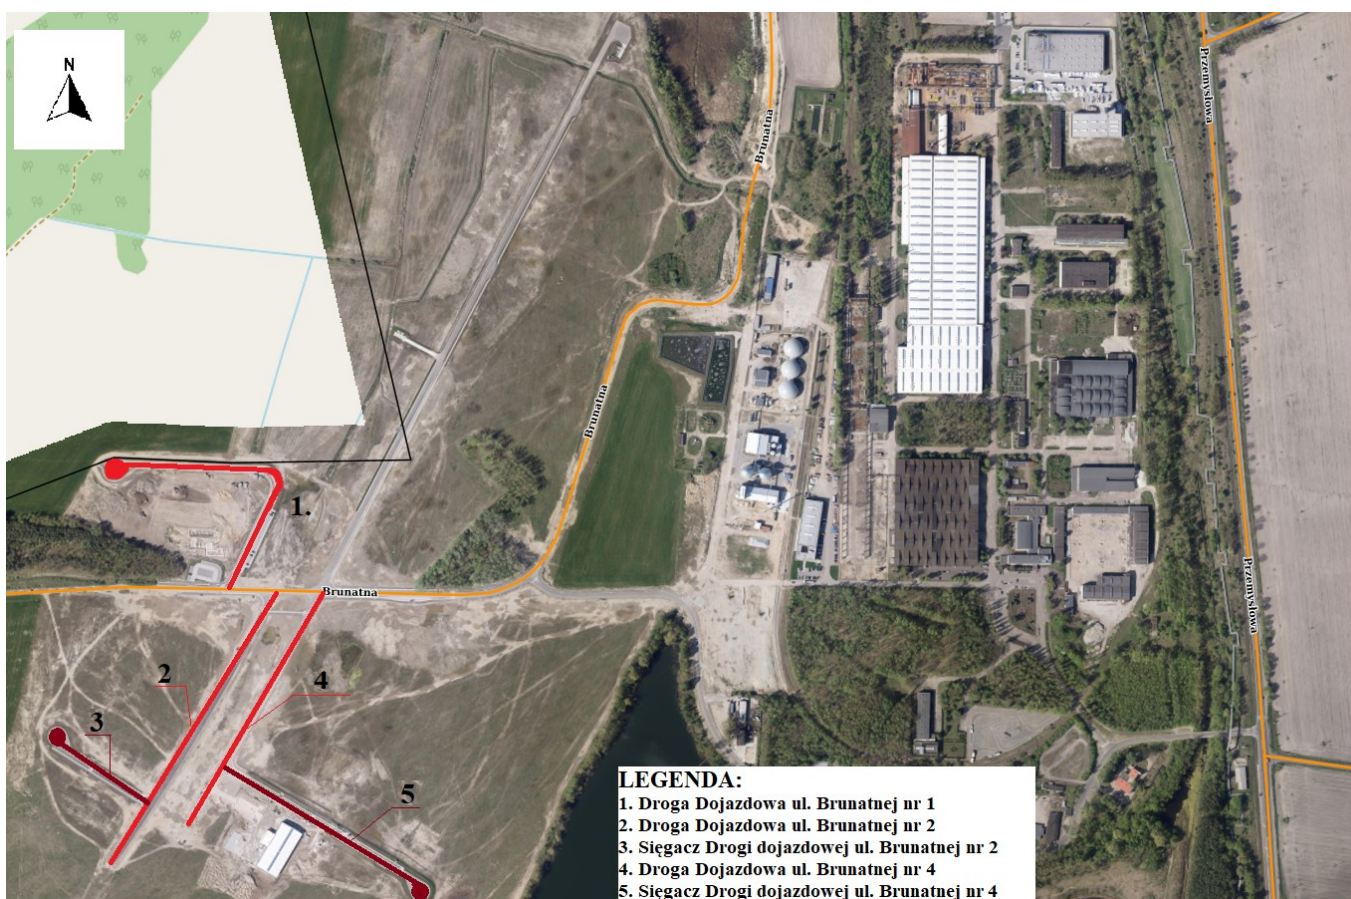 N
Brunatna
Przemysłowa
Brunatna
1.
Brunatna
Przemysłowa
2
4
3
5
LEGENDA:
1. Droga Dojazdowa ul. Brunatnej nr 1
2. Droga Dojazdowa ul. Brunatnej nr 2
3. Sięgacz Drogi dojazdowej ul. Brunatnej nr 2
4. Droga Dojazdowa ul. Brunatnej nr 4
5. Sięgacz Drogi dojazdowej ul. Brunatnej nr 4